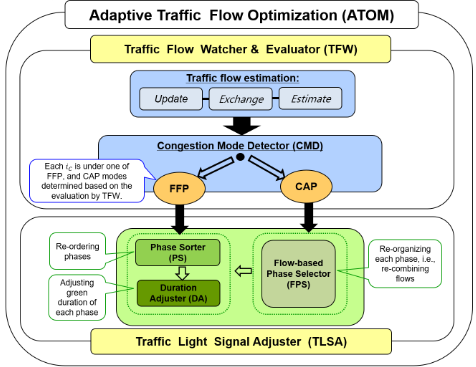 Adaptive Traffic Flow Optimization (ATOM)
Traffic Flow Watcher & Evaluator (TFW)
Traffic flow estimation:
Update
Exchange
Estimate
Congestion Mode Detector (CMD)
Each i_c is under one of
FFP, and CAP modes
determined based on the
evaluation by TFW.
FFP
CAP
Re-ordering
phases
Phase Sorter
(PS)
Adjusting
green
duration of
each phase
Duration
Adjuster (DA)
Flow-based
Phase Selector
(FPS)
Re-organizing
each phase, i.e.,
re-combining
flows
Traffic Light Signal Adjuster (TLSA)